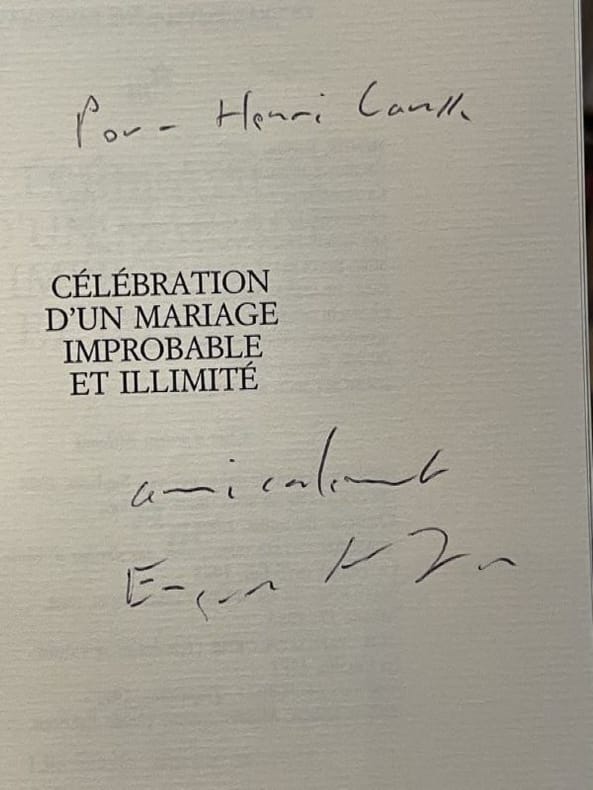 Pour Henri
CÉLÉBRATION
D'UN MARIAGE
IMPROBABLE
ET ILLIMITÉ
amicalement